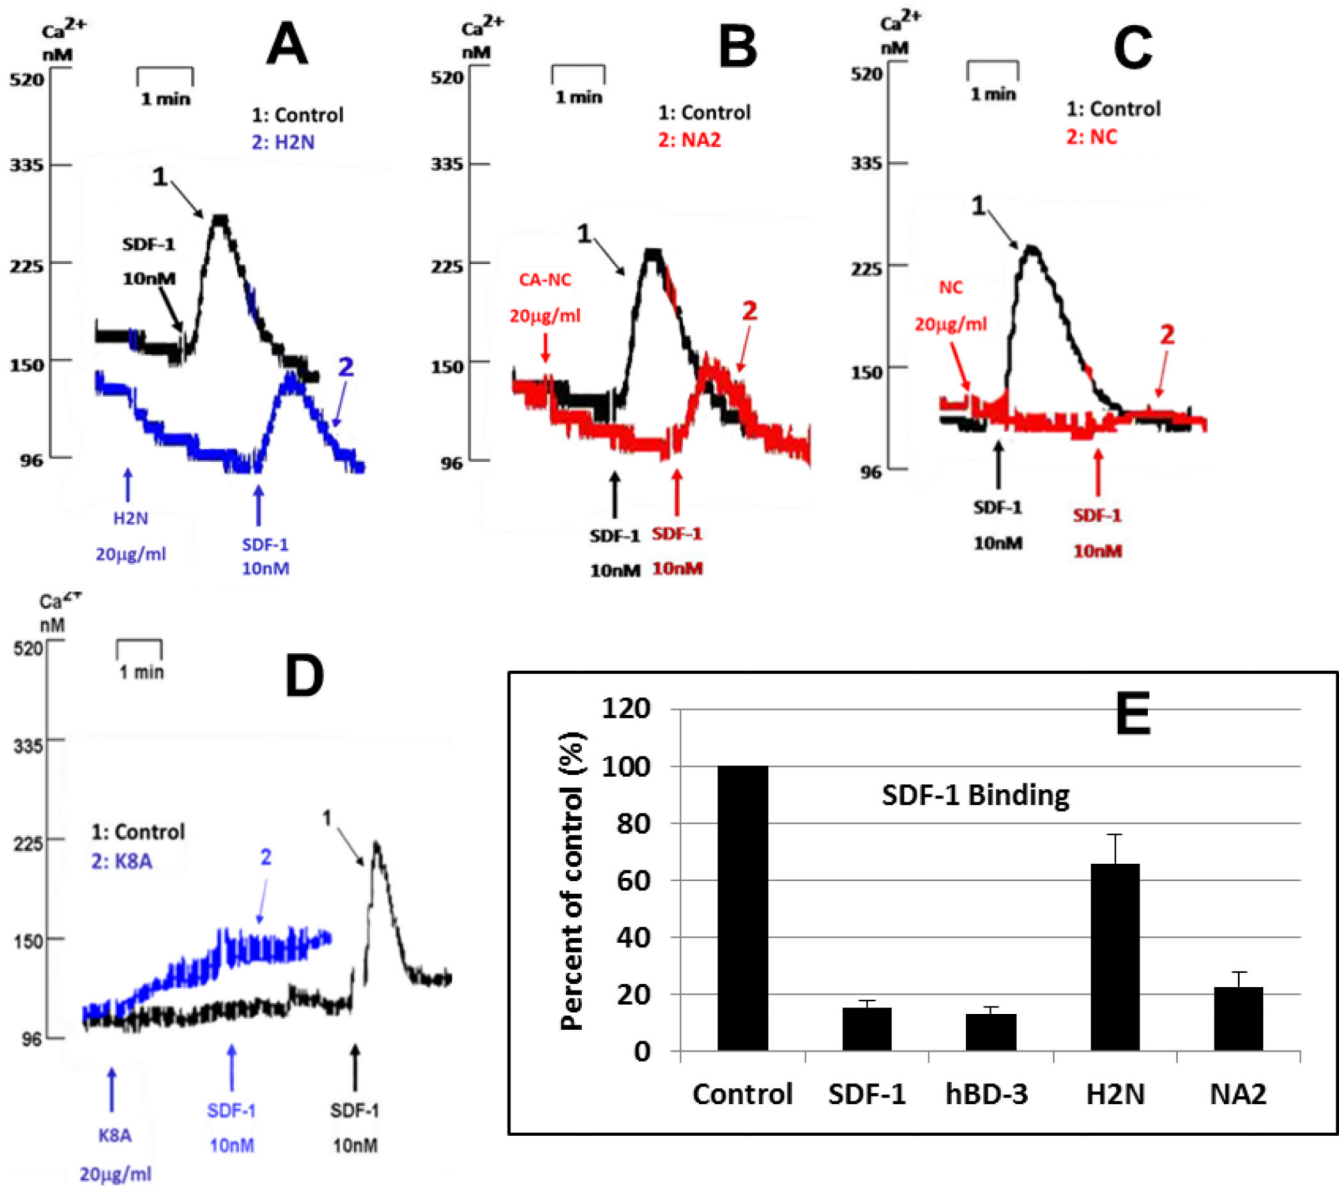 Ca2+
nM
A
520
1 min
1: Control
2: H2N
335
1
SDF-1
10nM
225
150
2
96
H2N
20µg/ml
SDF-1
10nM
Ca2+
nM
B
520
1 min
1: Control
2: NA2
335
1
225
CA-NC
20µg/ml
2
150
96
SDF-1
10nM
SDF-1
10nM
Ca2+
nM
C
520
1 min
1: Control
2: NC
335
1
225
NC
20µg/ml
2
150
96
SDF-1
10nM
SDF-1
10nM
Ca2+
nM
520
1 min
D
335
1: Control
2: K8A
1
225
2
150
96
K8A
20µg/ml
SDF-1
10nM
SDF-1
10nM
E
Percent of control (%)
SDF-1 Binding
120
100
80
60
40
20
0
Control
SDF-1
hBD-3
H2N
NA2